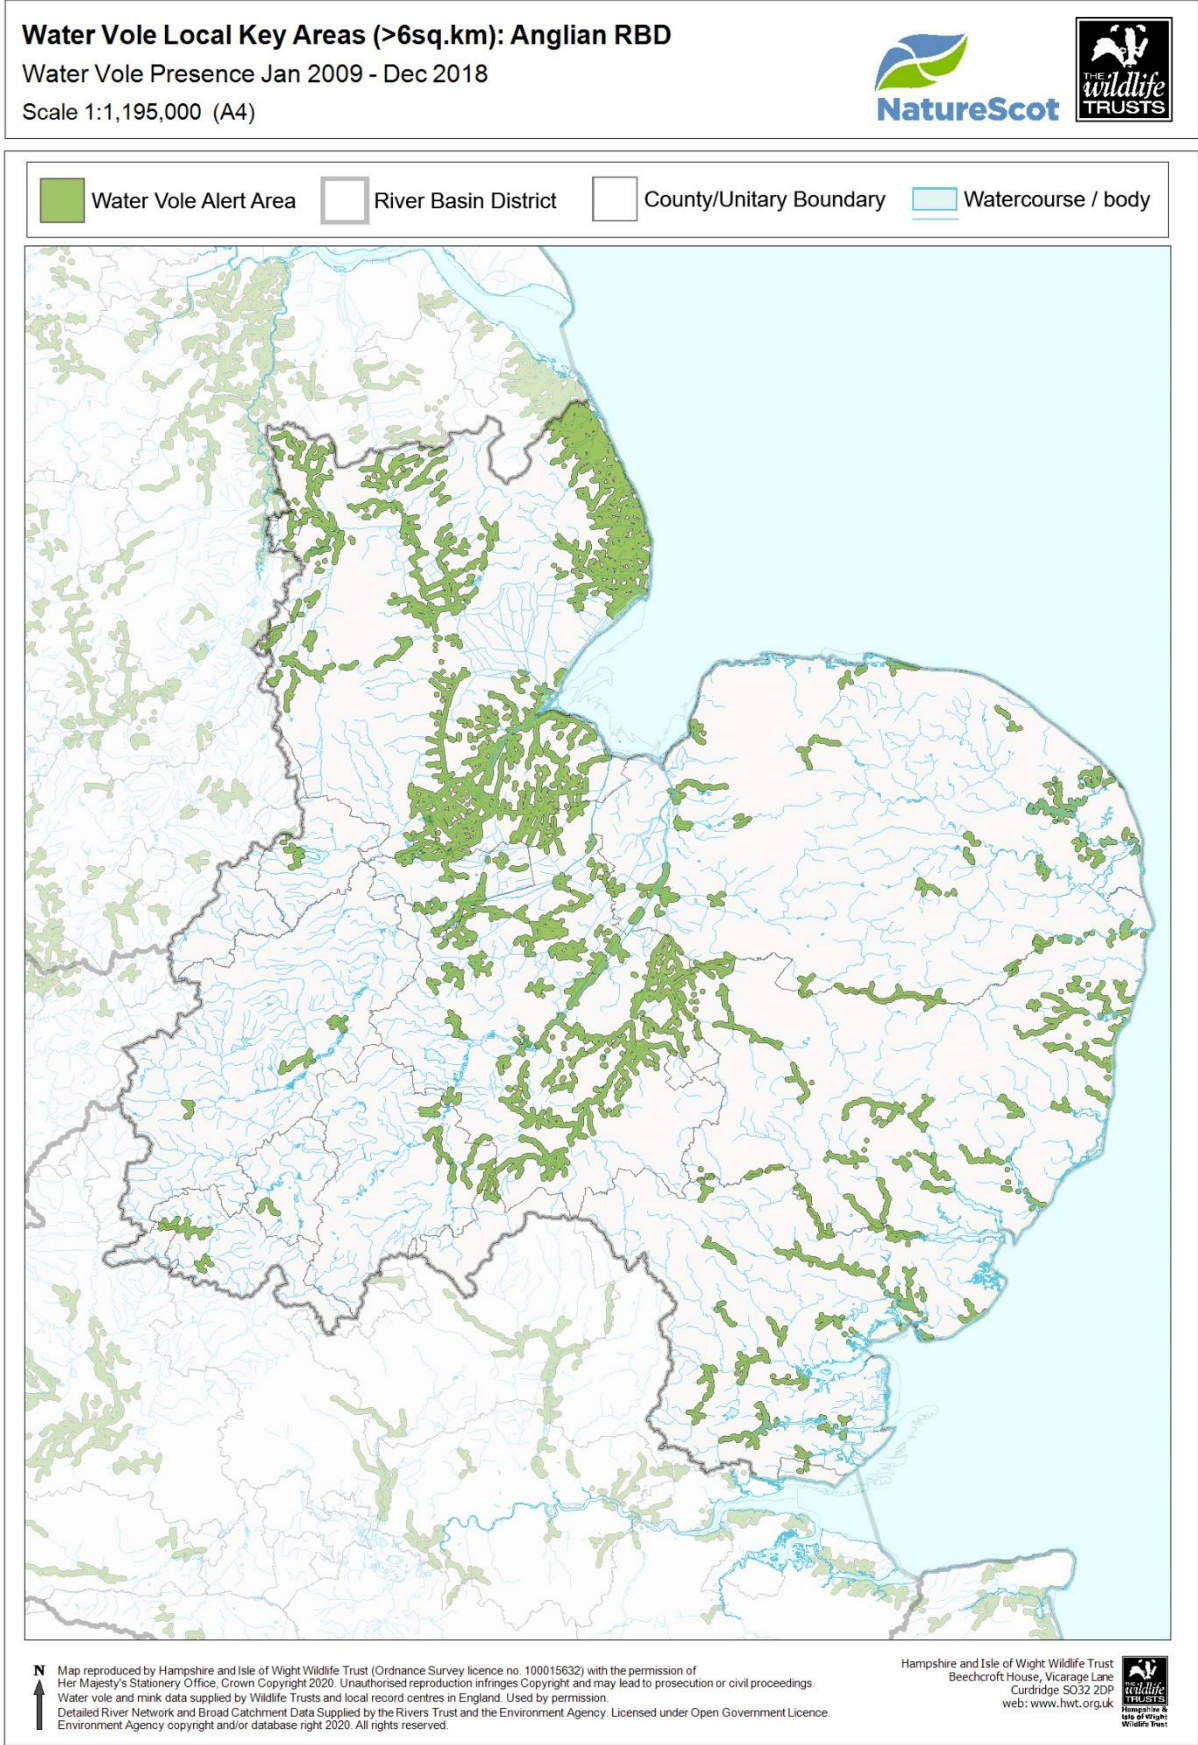 Water Vole Local Key Areas (>6sq.km): Anglian RBD
Water Vole Presence Jan 2009 - Dec 2018
Scale 1:1,195,000 (A4)
NatureScot
THE
wildlife
TRUSTS
Water Vole Alert Area
River Basin District
County/Unitary Boundary
Watercourse / body
N
Map reproduced by Hampshire and Isle of Wight Wildlife Trust (Ordnance Survey licence no. 100015632) with the permission of
Her Majesty's Stationery Office, Crown Copyright 2020. Unauthorised reproduction infringes Copyright and may lead to prosecution or civil proceedings.
Water vole and mink data supplied by Wildlife Trusts and local record centres in England. Used by permission.
Detailed River Network and Broad Catchment Data Supplied by the Rivers Trust and the Environment Agency. Licensed under Open Government Licence.
Environment Agency copyright and/or database right 2020. All rights reserved.
Hampshire and Isle of Wight Wildlife Trust
Beechcroft House, Vicarage Lane
Curdridge SO32 2DP
web: www.hwt.org.uk
THE
wildlife
TRUSTS
Hampshire &
Isle of Wight
Wildlife Trust